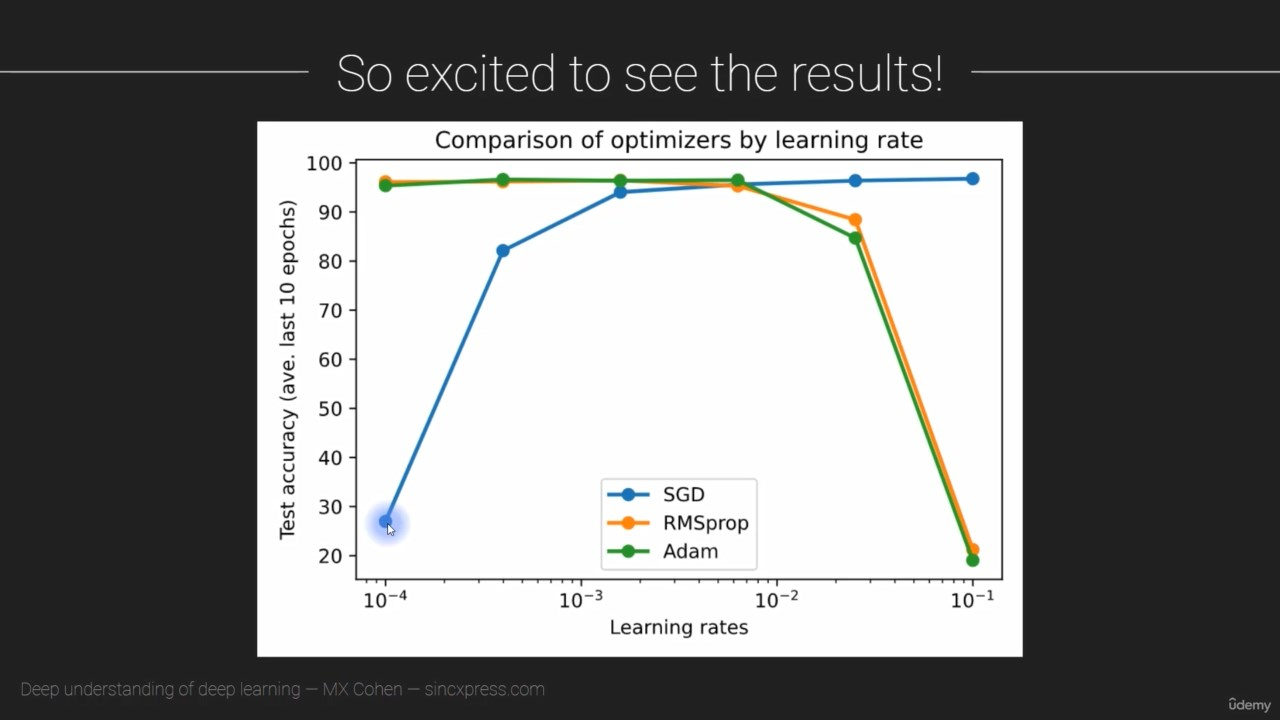 So excited to see the results!
Comparison of optimizers by learning rate
Test accuracy (ave. last 10 epochs)
100
90
80
70
60
50
40
30
20
SGD
RMSprop
Adam
10⁻⁴ 10⁻³ 10⁻² 10⁻¹
Learning rates
Deep understanding of deep learning — MX Cohen — sincxpress.com
ûdemy